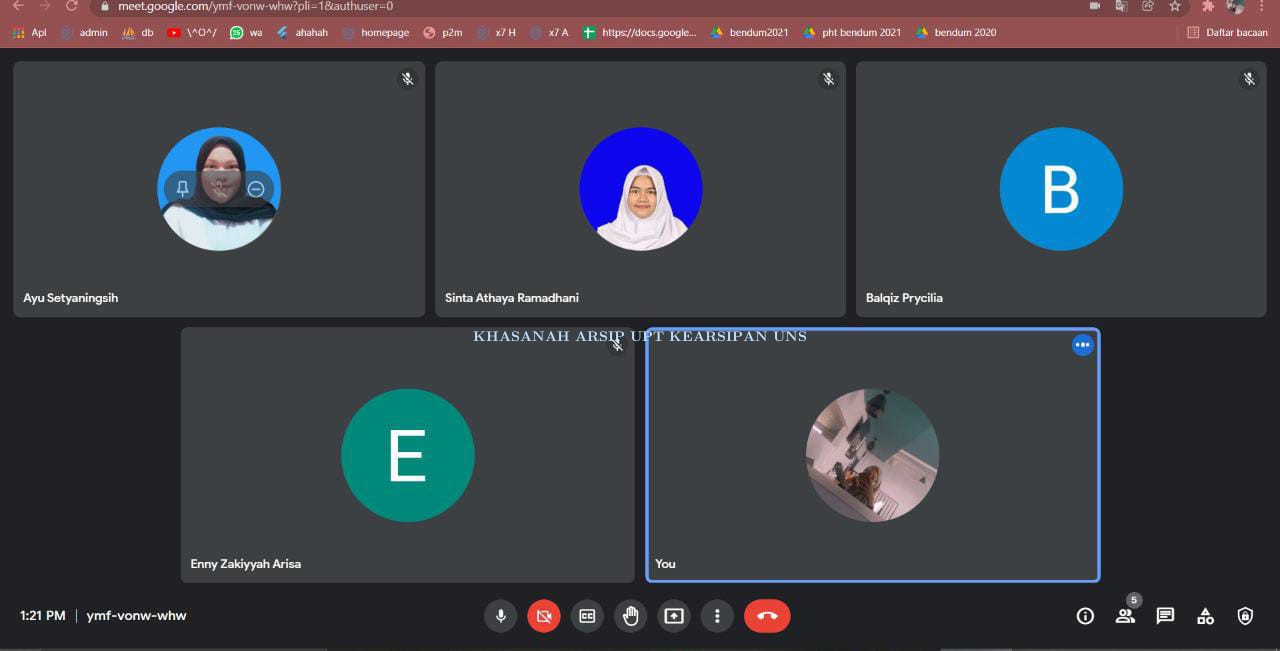 meet.google.com/ymf-vonw-whw?pli=1&authuser=0
Apl admin db \^O^/ wa ahahah homepage p2m x7 H x7 A https://docs.google... bendum2021 pht bendum 2021 bendum 2020 Daftar bacaan
Ayu Setyaningsih
Sinta Athaya Ramadhani
B
Balqiz Prycilia
KHASANAH ARSIP UPT KEARSIPAN UNS
E
Enny Zakiyyah Arisa
You
1:21 PM | ymf-vonw-whw
CC
5